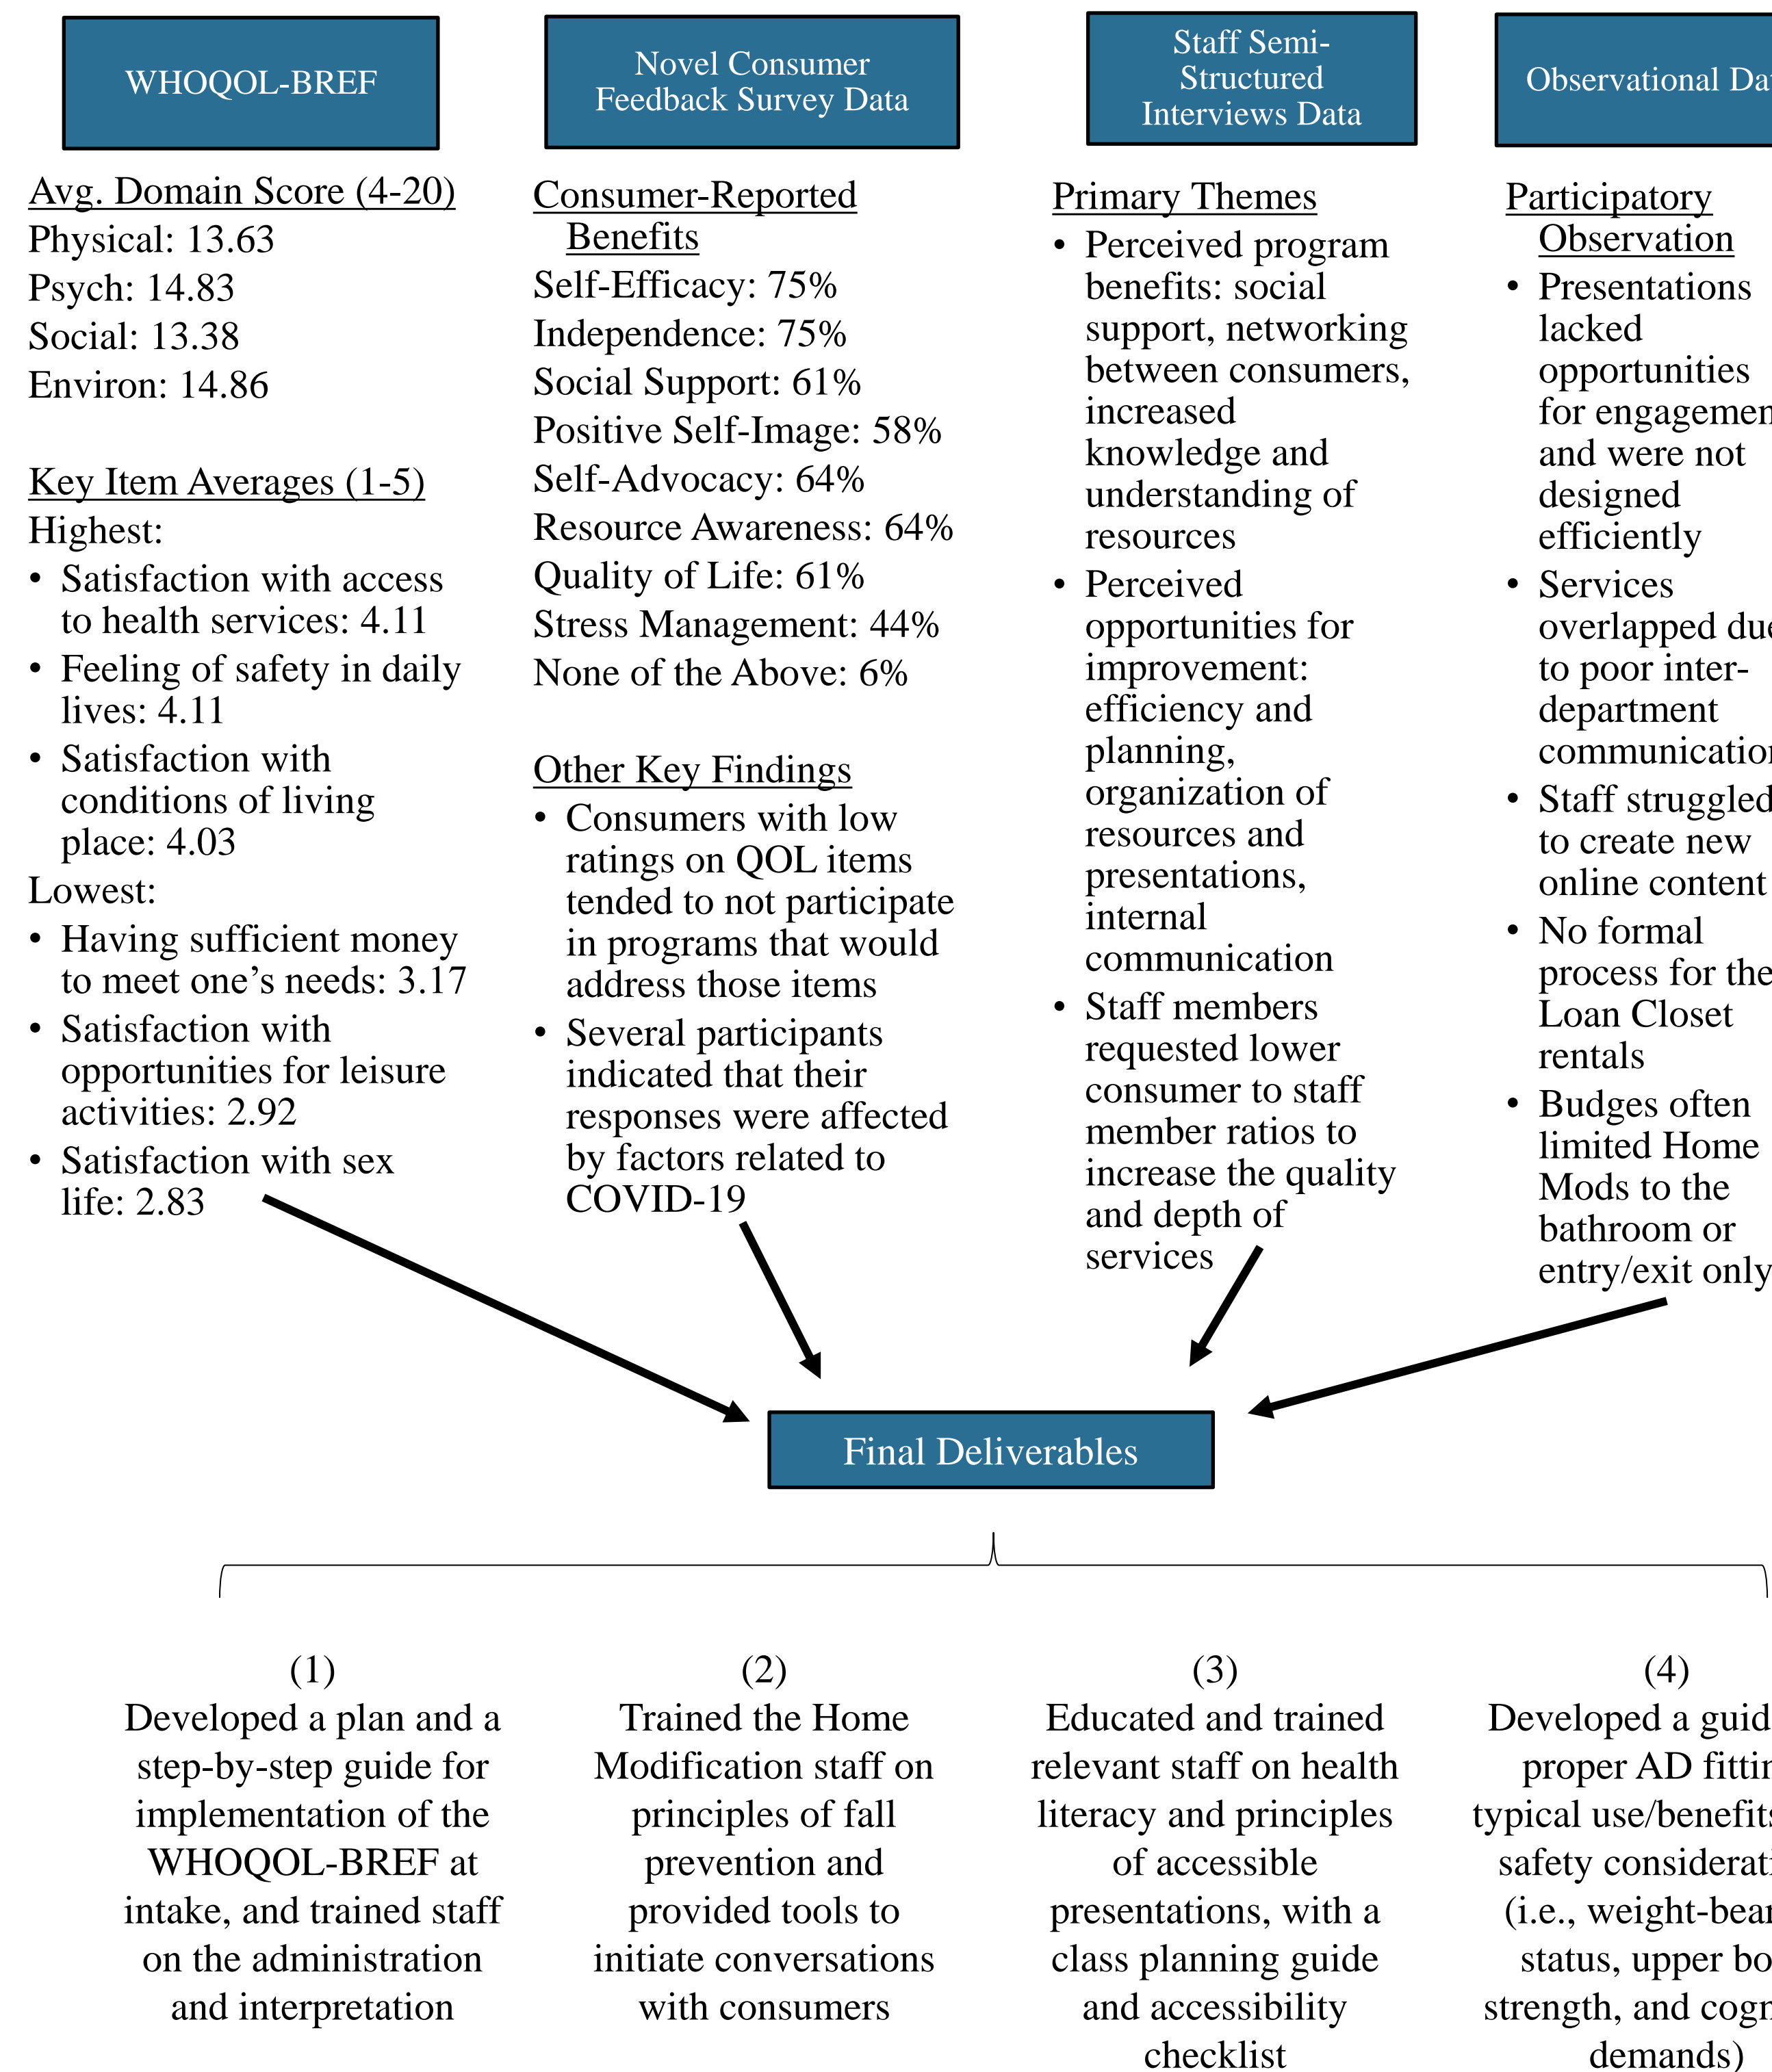 WHOQOL-BREF
Avg. Domain Score (4-20)
Physical: 13.63
Psych: 14.83
Social: 13.38
Environ: 14.86
Key Item Averages (1-5)
Highest:
• Satisfaction with access
to health services: 4.11
• Feeling of safety in daily
lives: 4.11
• Satisfaction with
conditions of living
place: 4.03
Lowest:
• Having sufficient money
to meet one’s needs: 3.17
• Satisfaction with
opportunities for leisure
activities: 2.92
• Satisfaction with sex
life: 2.83
Novel Consumer
Feedback Survey Data
Consumer-Reported
Benefits
Self-Efficacy: 75%
Independence: 75%
Social Support: 61%
Positive Self-Image: 58%
Self-Advocacy: 64%
Resource Awareness: 64%
Quality of Life: 61%
Stress Management: 44%
None of the Above: 6%
Other Key Findings
• Consumers with low
ratings on QOL items
tended to not participate
in programs that would
address those items
• Several participants
indicated that their
responses were affected
by factors related to
COVID-19
Staff Semi-
Structured
Interviews Data
Primary Themes
• Perceived program
benefits: social
support, networking
between consumers,
increased
knowledge and
understanding of
resources
• Perceived
opportunities for
improvement:
efficiency and
planning,
organization of
resources and
presentations,
internal
communication
• Staff members
requested lower
consumer to staff
member ratios to
increase the quality
and depth of
services
Observational
Participatory
Observation
• Presentations
lacked
opportunities
for
and were not
designed
efficiently
• Services
overlapped
to poor inter-
department
• Staff struggled
to create new
online content
• No formal
process for the
Loan Closet
rentals
• Budges often
limited Home
Mods to the
bathroom or
entry/exit only
Final Deliverables
(1)
Developed a plan and a
step-by-step guide for
implementation of the
WHOQOL-BREF at
intake, and trained staff
on the administration
and interpretation
(2)
Trained the Home
Modification staff on
principles of fall
prevention and
provided tools to
initiate conversations
with consumers
(3)
Educated and trained
relevant staff on health
literacy and principles
of accessible
presentations, with a
class planning guide
and accessibility
checklist
(4)
Developed a
proper AD
typical use/benefits
safety
(i.e.,
status, upper
strength, and
demands)